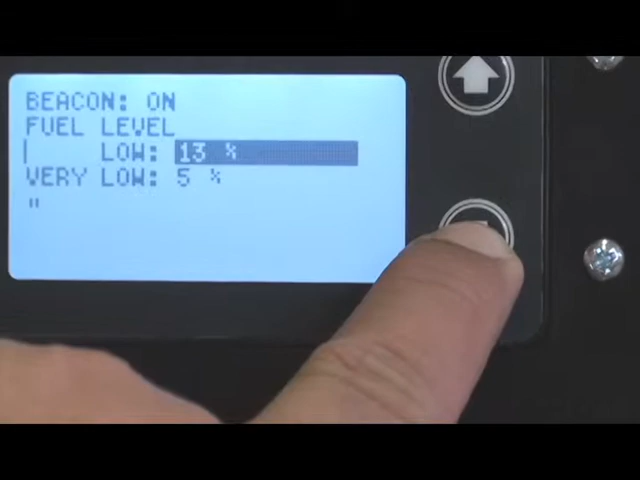 BEACON: ON
FUEL LEVEL
LOW: 13 %
VERY LOW: 5 %
"